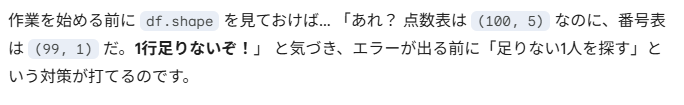 作業を始める前に df.shape を見ておけば… 「あれ？ 点数表は (100, 5) なのに、番号表
は (99, 1) だ。1行足りないぞ！」 と気づき、エラーが出る前に「足りない1人を探す」と
いう対策が打てるのです。